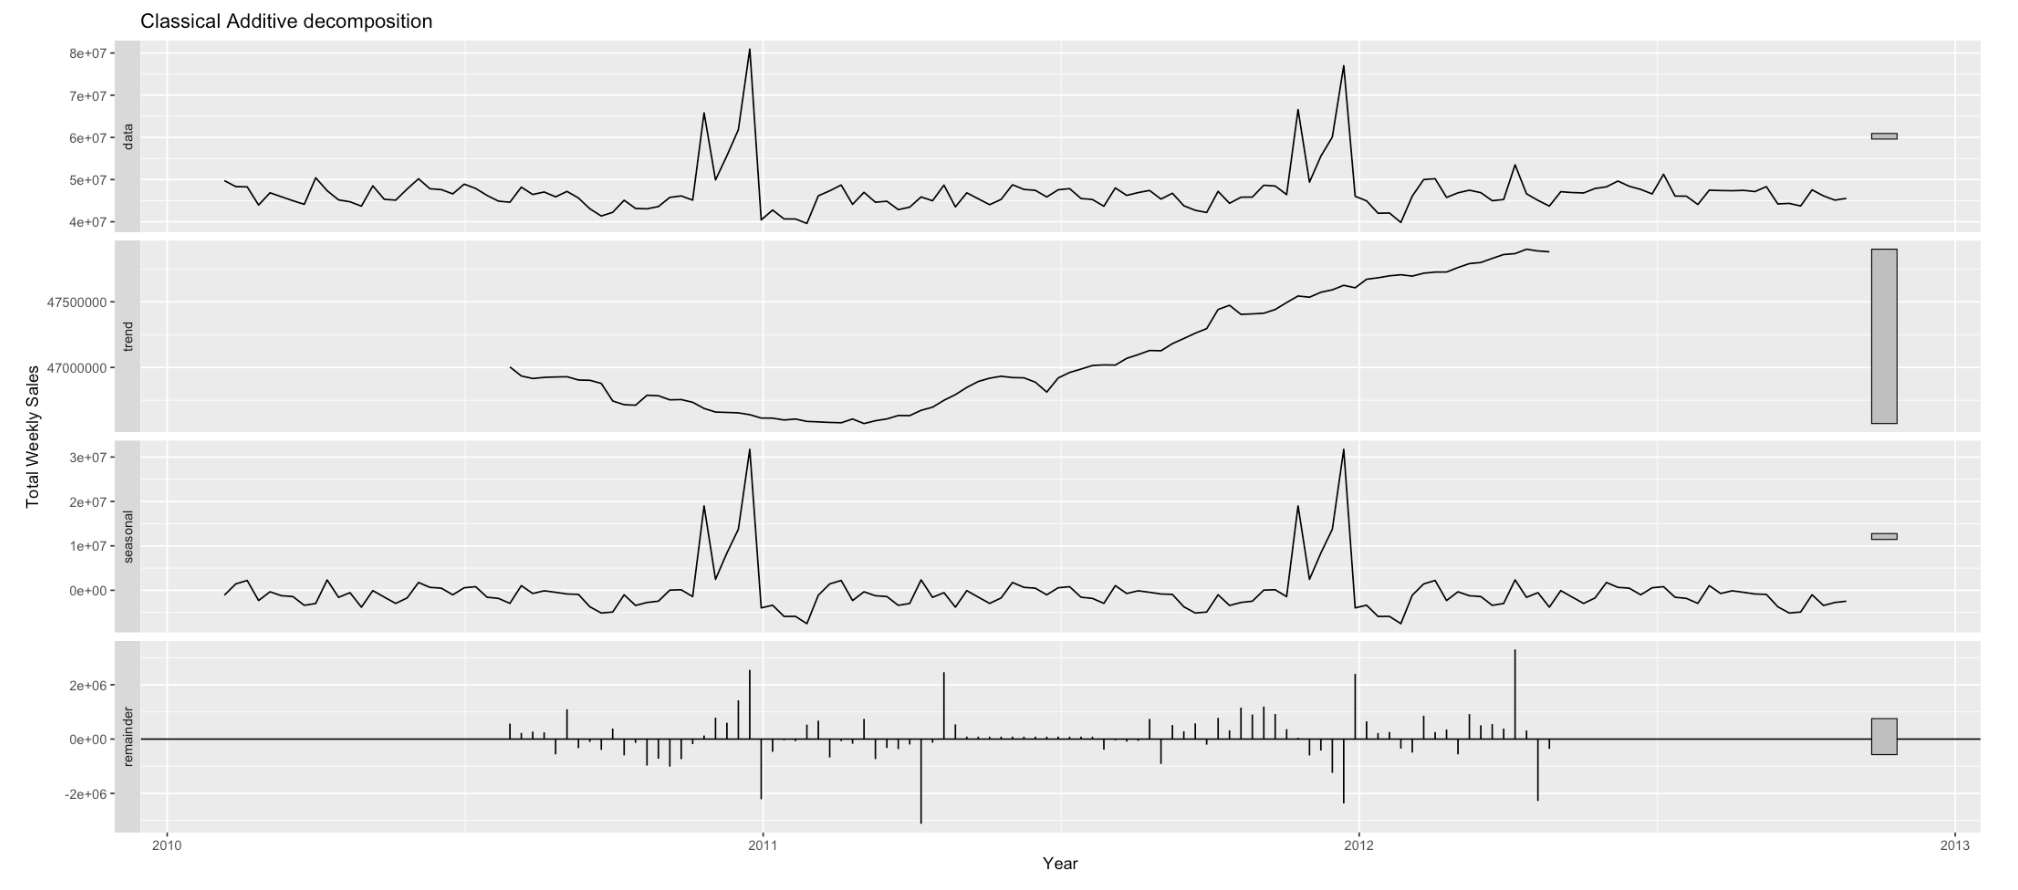 Classical Additive decomposition
8e+07
7e+07
6e+07
5e+07
4e+07
data
47500000
47000000
trend
Total Weekly Sales
3e+07
2e+07
1e+07
0e+00
seasonal
2e+06
0e+00
-2e+06
remainder
2010
2011
2012
2013
Year